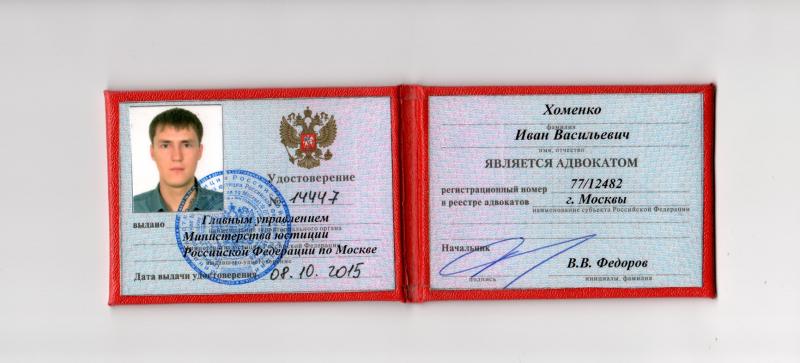 Удостоверение
№ 14447
выдано Главным управлением
Министерства юстиции
Российской Федерации по Москве
Дата выдачи удостоверения 08.10.2015
Хоменко
фамилия
Иван Васильевич
имя, отчество
ЯВЛЯЕТСЯ АДВОКАТОМ
регистрационный номер 77/12482
в реестре адвокатов г. Москвы
наименование субъекта Российской Федерации
Начальник
В.В. Федоров
подпись инициалы, фамилия